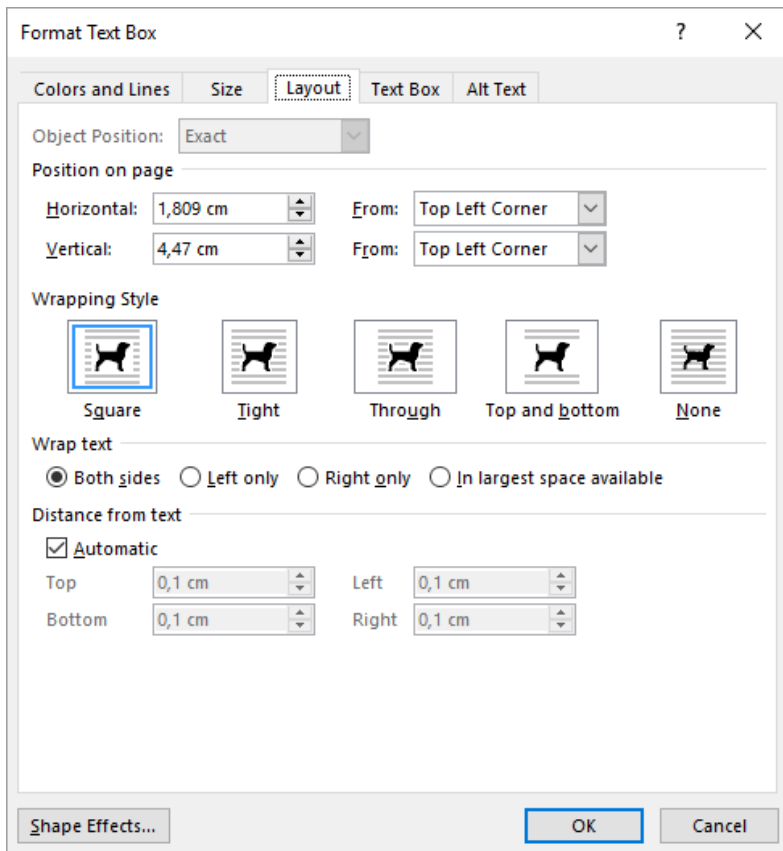 Format Text Box ?
Colors and Lines Size Layout Text Box Alt Text
Object Position: Exact
Position on page
Horizontal: 1,809 cm From: Top Left Corner
Vertical: 4,47 cm From: Top Left Corner
Wrapping Style
Square Tight Through Top and bottom None
Wrap text
Both sides Left only Right only In largest space available
Distance from text
Automatic
Top 0,1 cm Left 0,1 cm
Bottom 0,1 cm Right 0,1 cm
Shape Effects... OK Cancel